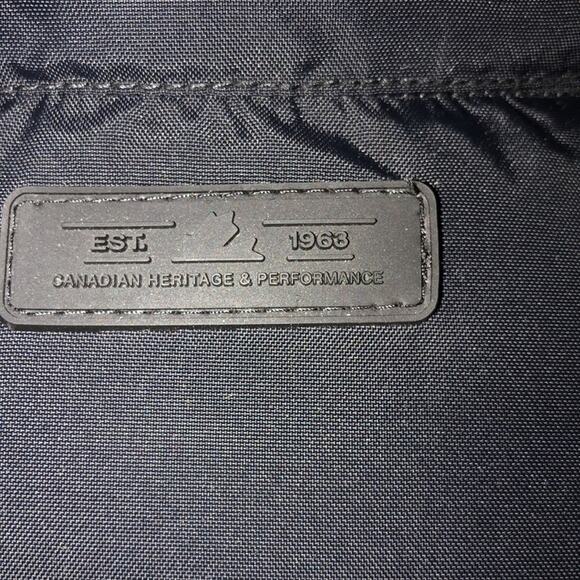 EST. 1963
CANADIAN HERITAGE & PERFORMANCE